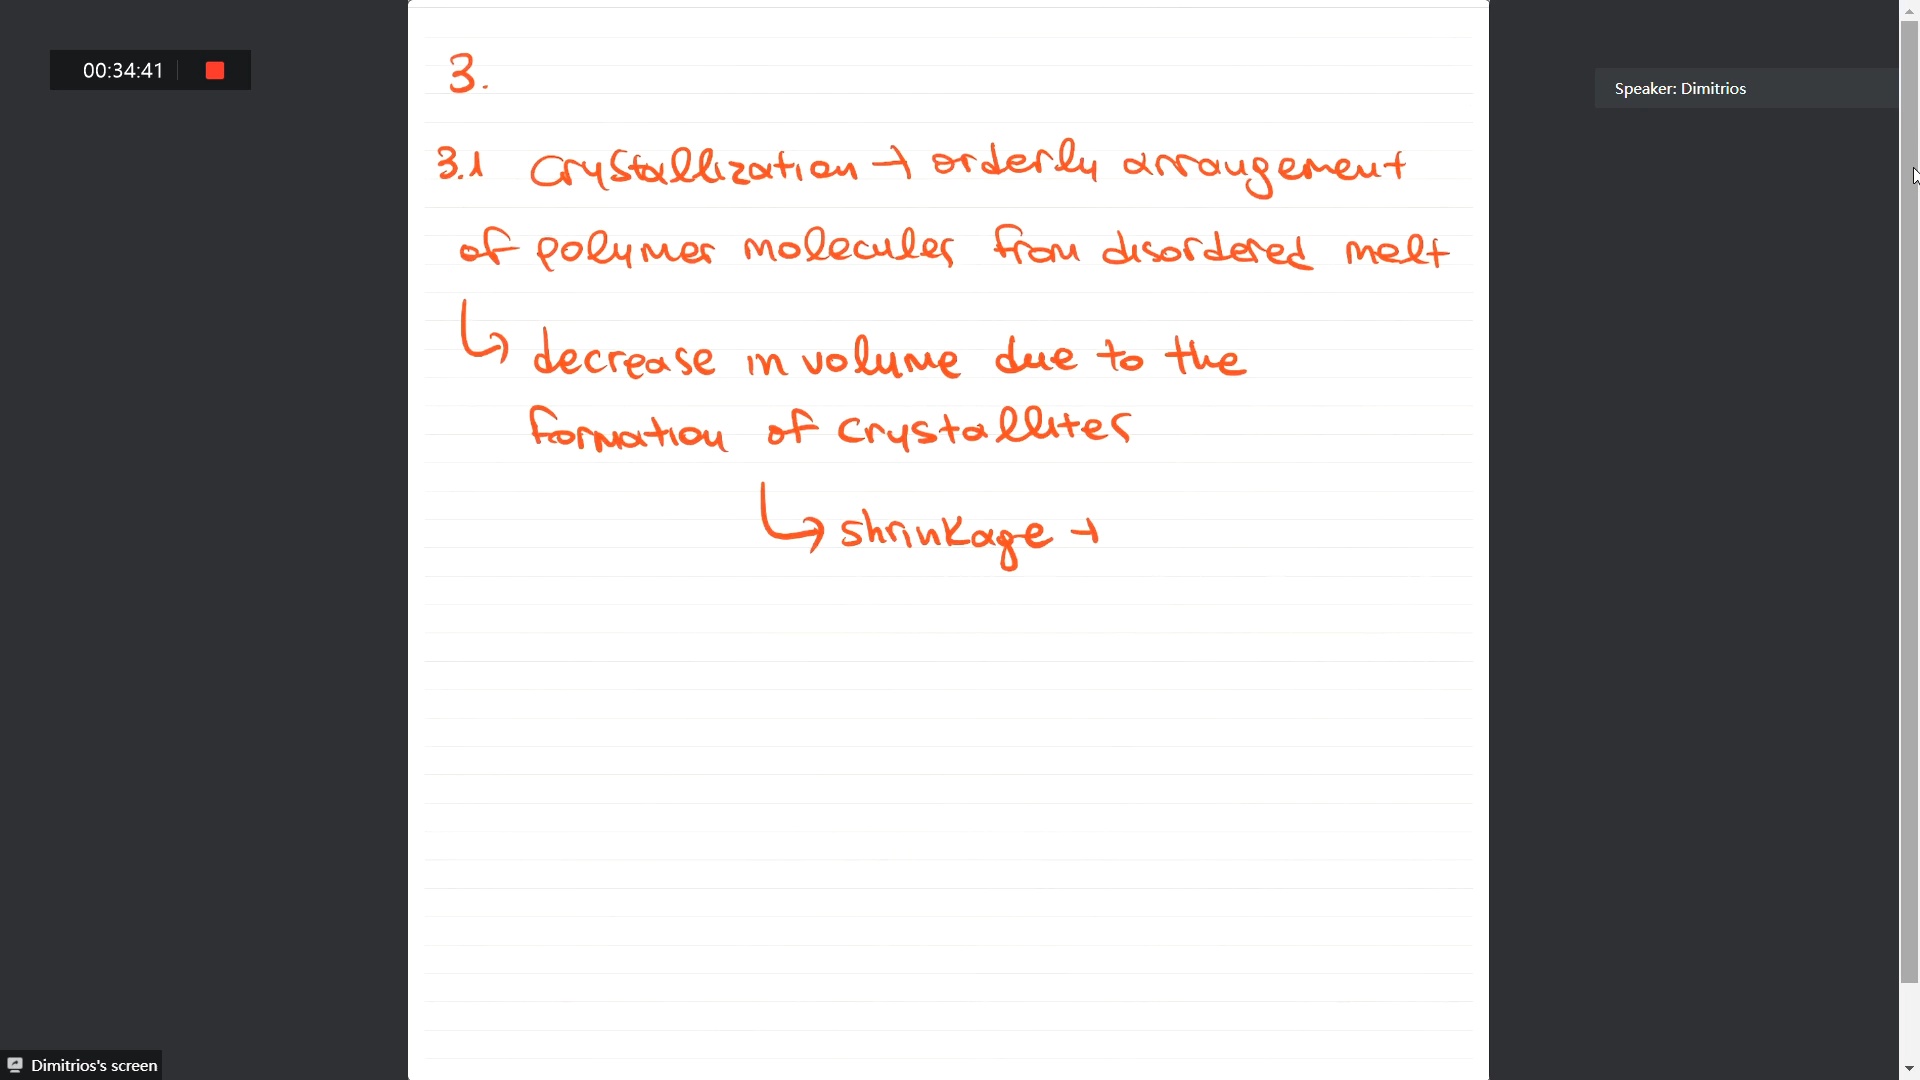 00:34:41
Speaker: Dimitrios
3.
3.1 Crystallization → orderly arrangement
of polymer molecules from disordered melt
↳ decrease in volume due to the
formation of crystallites
↳ shrinkage →
Dimitrios's screen